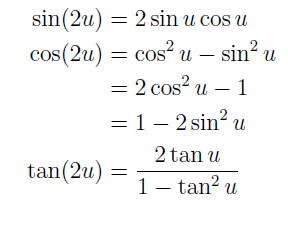 sin(2u) = 2 sin u cos u
cos(2u) = cos² u − sin² u
= 2 cos² u − 1
= 1 − 2 sin² u
tan(2u) = \frac{2 tan u}{1 − tan² u}